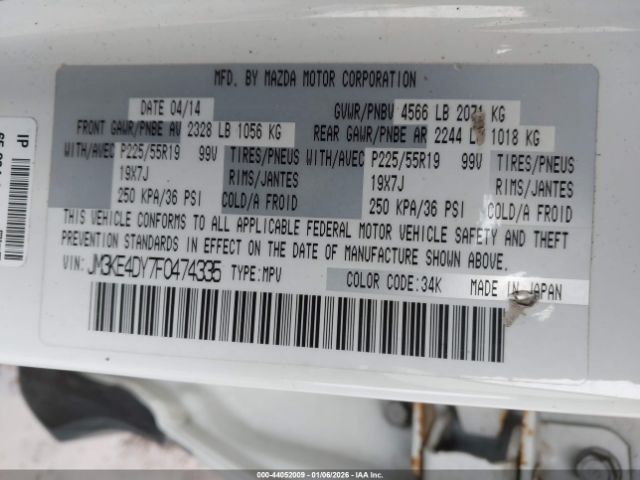 MFD. BY MAZDA MOTOR CORPORATION
DATE 04/14 GVWR/PNBV 4566 LB 2071 KG
FRONT GAWR/PNBE AV 2328 LB 1056 KG REAR GAWR/PNBE AR 2244 LB 1018 KG
WITH/AVEC P225/55R19 99V TIRES/PNEUS WITH/AVEC P225/55R19 99V TIRES/PNEUS
19X7J RIMS/JANTES 19X7J RIMS/JANTES
250 KPA/36 PSI COLD/A FROID 250 KPA/36 PSI COLD/A FROID
THIS VEHICLE CONFORMS TO ALL APPLICABLE FEDERAL MOTOR VEHICLE SAFETY AND THEFT
PREVENTION STANDARDS IN EFFECT ON THE DATE OF MANUFACTURE SHOWN ABOVE.
VIN: JM3KE4DY7F0474335 TYPE: MPV COLOR CODE: 34K MADE IN JAPAN
IP
000-44052009 - 01/06/2026 - IAA Inc.